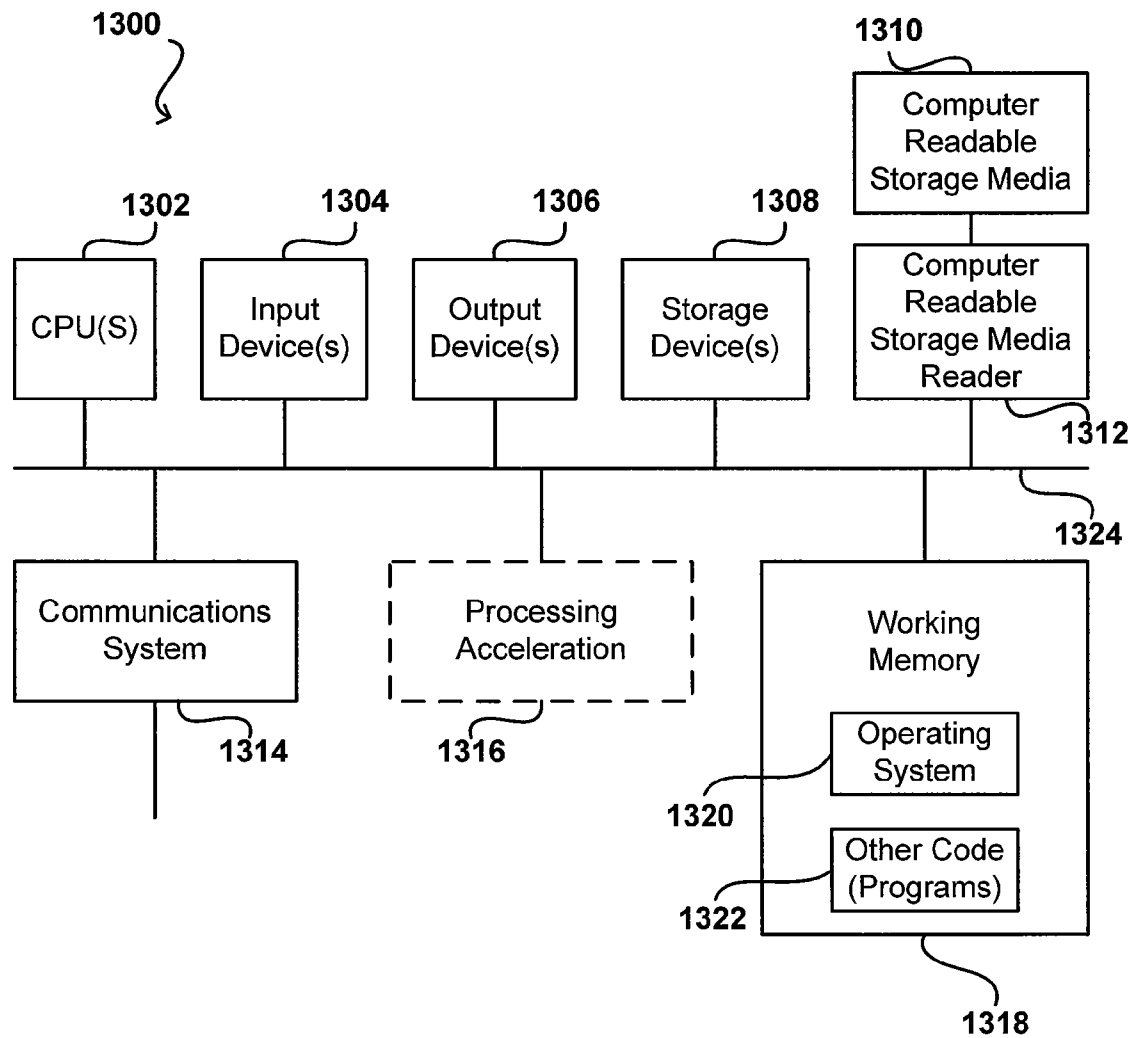 1300
1310
Computer
Readable
Storage Media
1302
1304
1306
1308
CPU(S)
Input
Device(s)
Output
Device(s)
Storage
Device(s)
Computer
Readable
Storage Media
Reader
1312
1324
Communications
System
1314
Processing
Acceleration
1316
Working
Memory
Operating
System
1320
Other Code
(Programs)
1322
1318